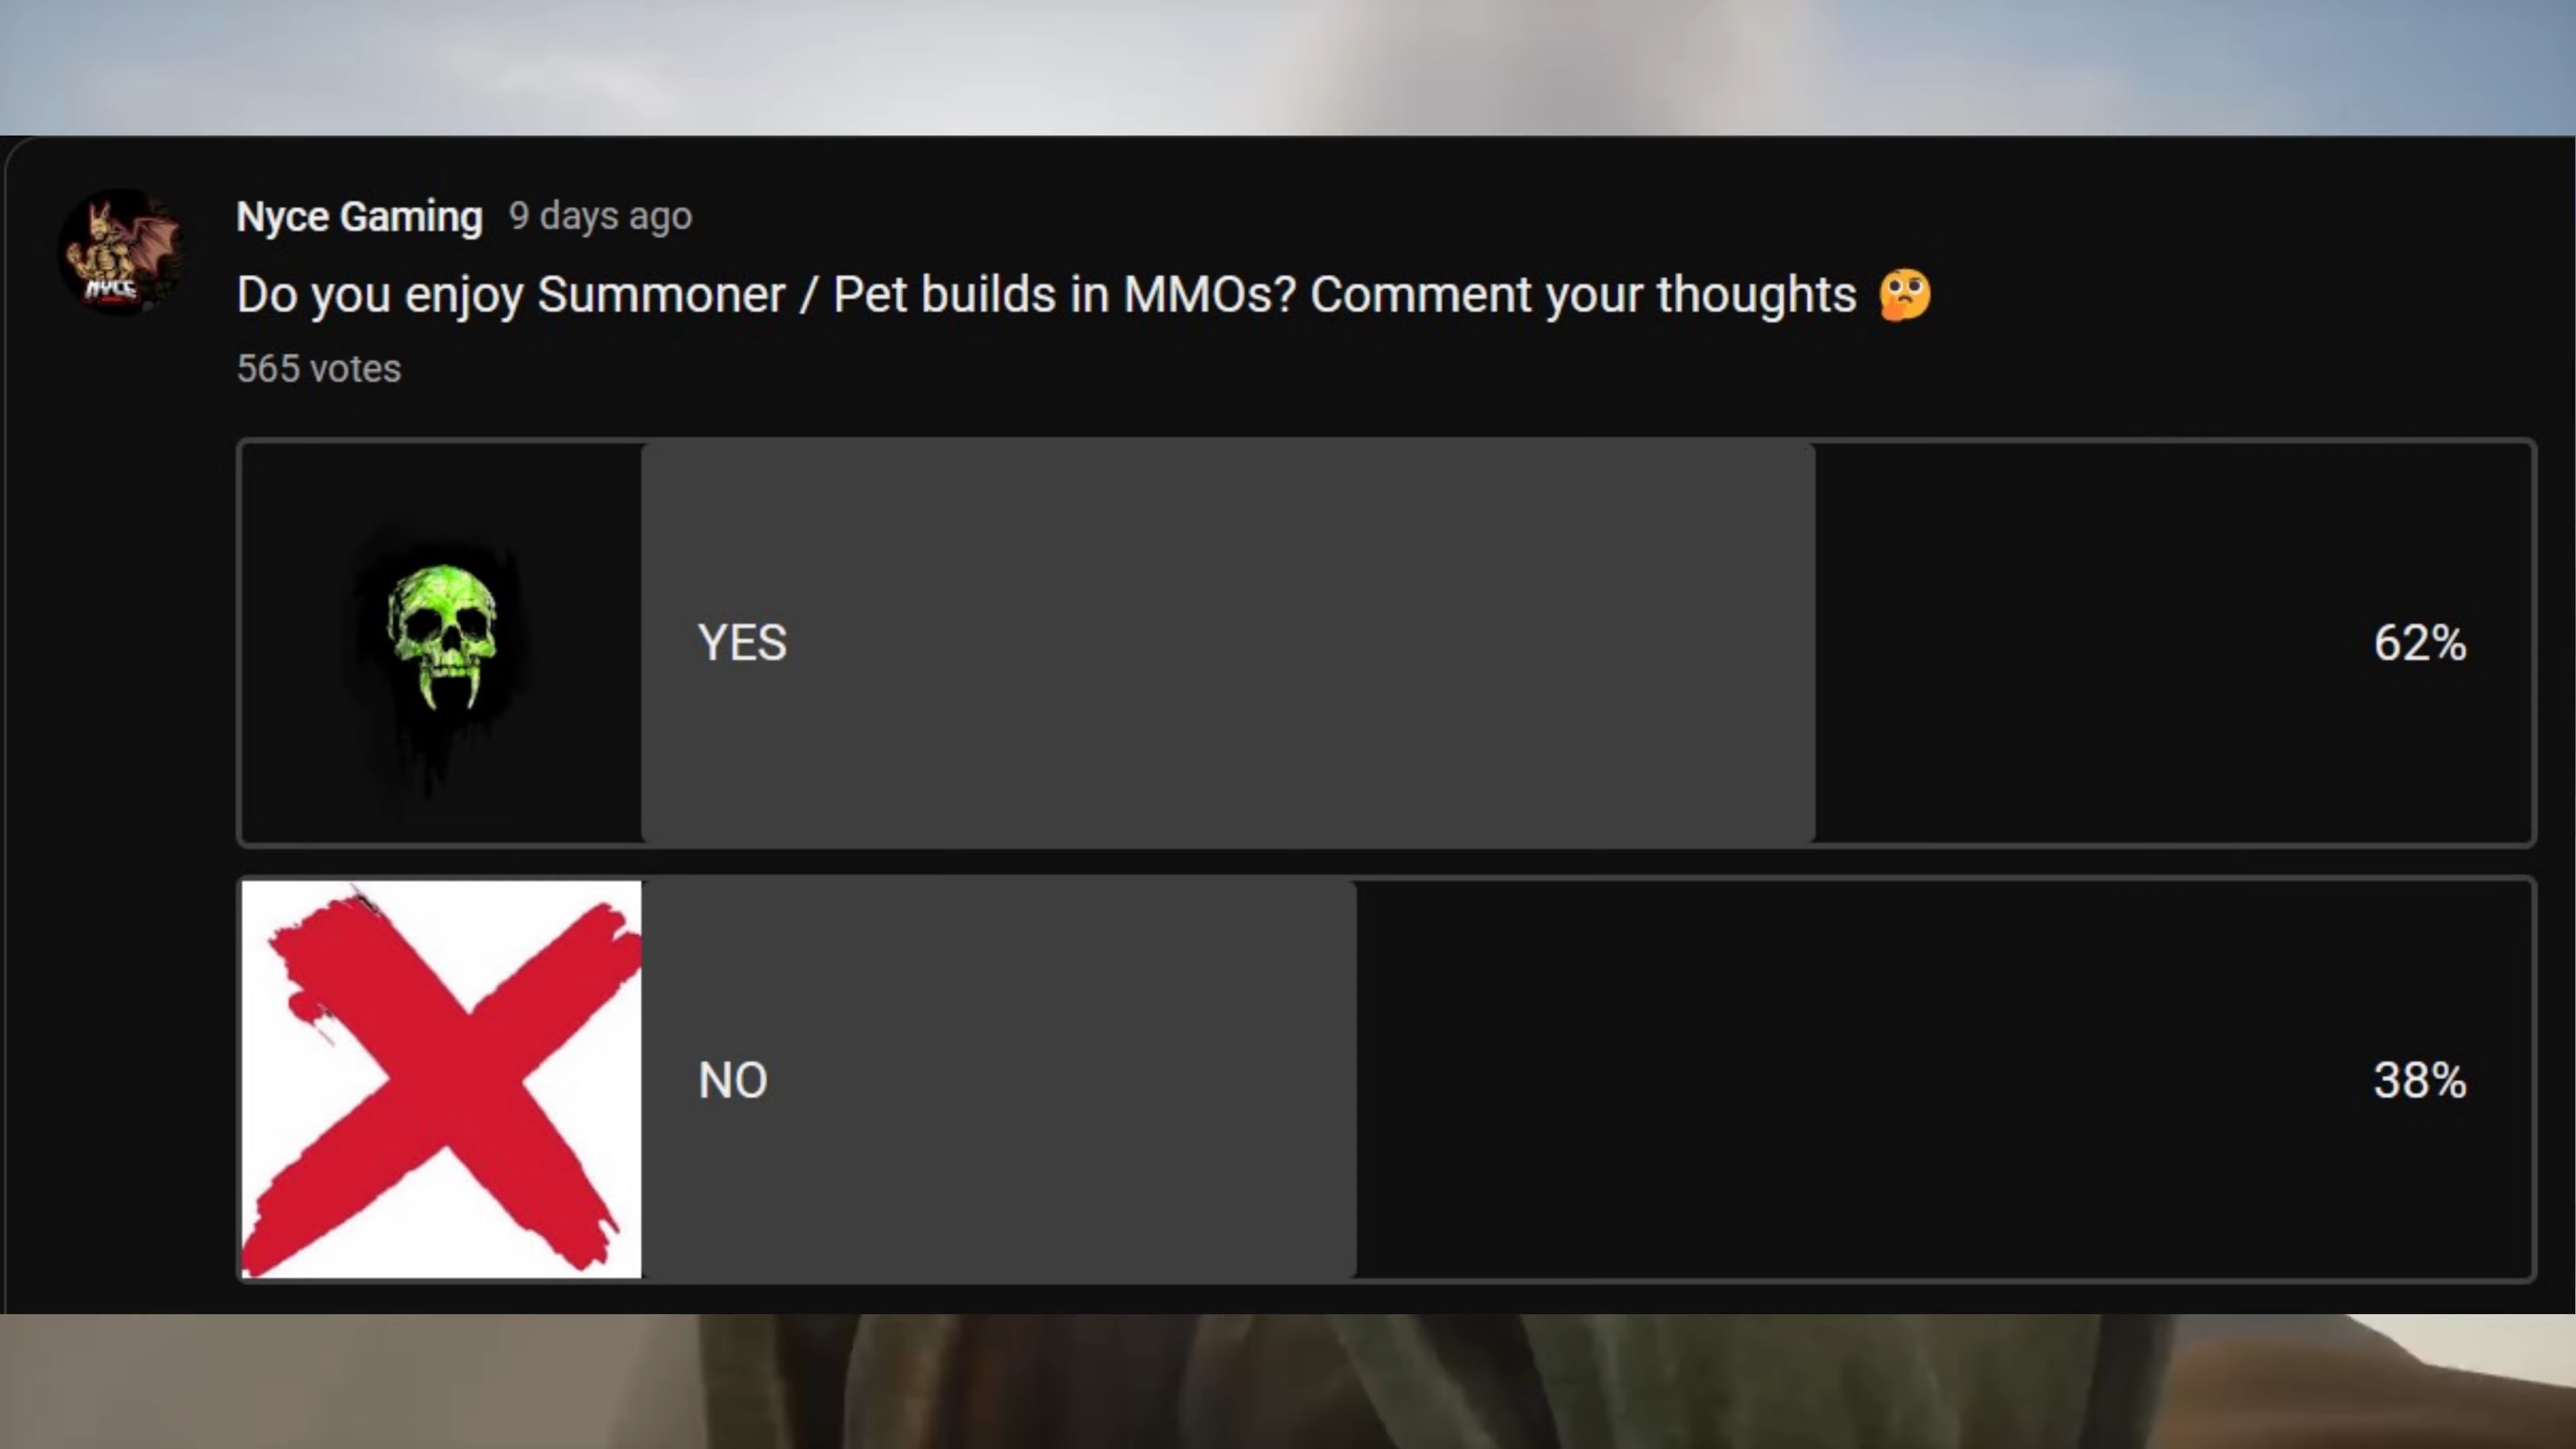 Nyce Gaming 9 days ago
NYCE
Do you enjoy Summoner / Pet builds in MMOs? Comment your thoughts 🤔
565 votes
YES 62%
NO 38%